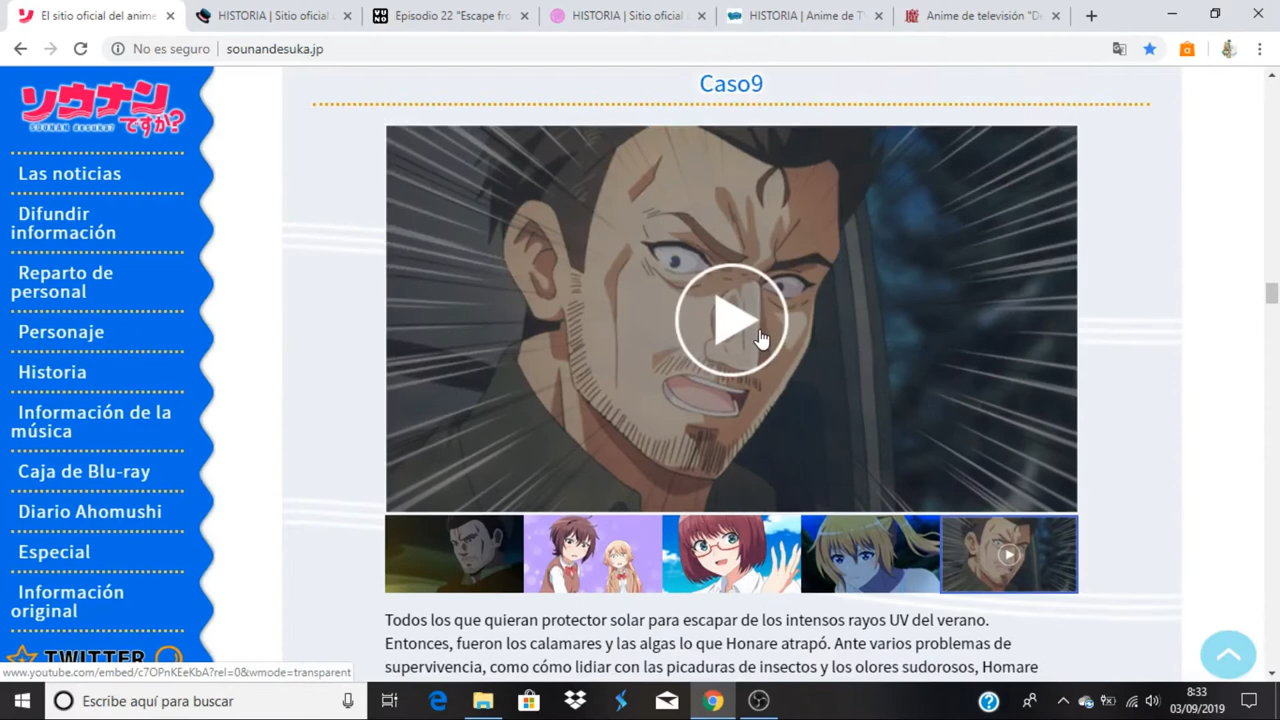 El sitio oficial del anime
HISTORIA | Sitio oficial
Episodio 22 "Escape fro
HISTORIA | Sitio oficial
HISTORIA | Anime de T
Anime de televisión "De
No es seguro
sounandesuka.jp
ソウナンですか?
SOUNAN desuka?
Las noticias
Difundir
información
Reparto de
personal
Personaje
Historia
Información de la
música
Caja de Blu-ray
Diario Ahomushi
Especial
Información
original
TWITTER
Caso9
Todos los que quieran protector solar para escapar de los intensos rayos UV del verano.
Entonces, fueron los calamares y las algas lo que Honare atrapó. Ante varios problemas de
supervivencia, como cómo lidiar con las picaduras de insectos y los olores sudorosos, Homare
www.youtube.com/embed/c7OPnKEeKbA?rel=0&wmode=transparent
Escribe aquí para buscar
8:33
03/09/2019